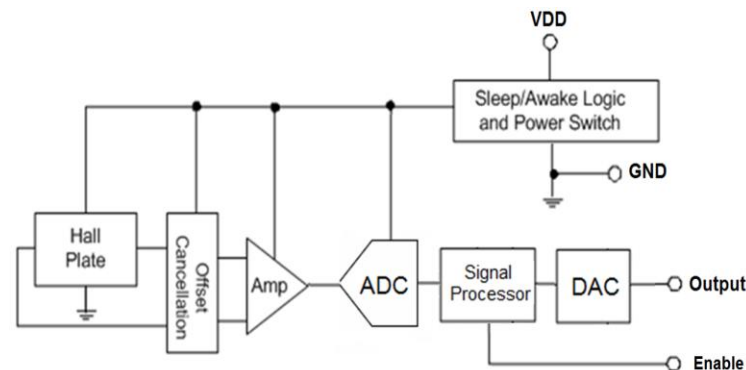 VDD
Sleep/Awake Logic
and Power Switch
GND
Hall
Plate
Offset
Cancellation
Amp
ADC
Signal
Processor
DAC
Output
Enable